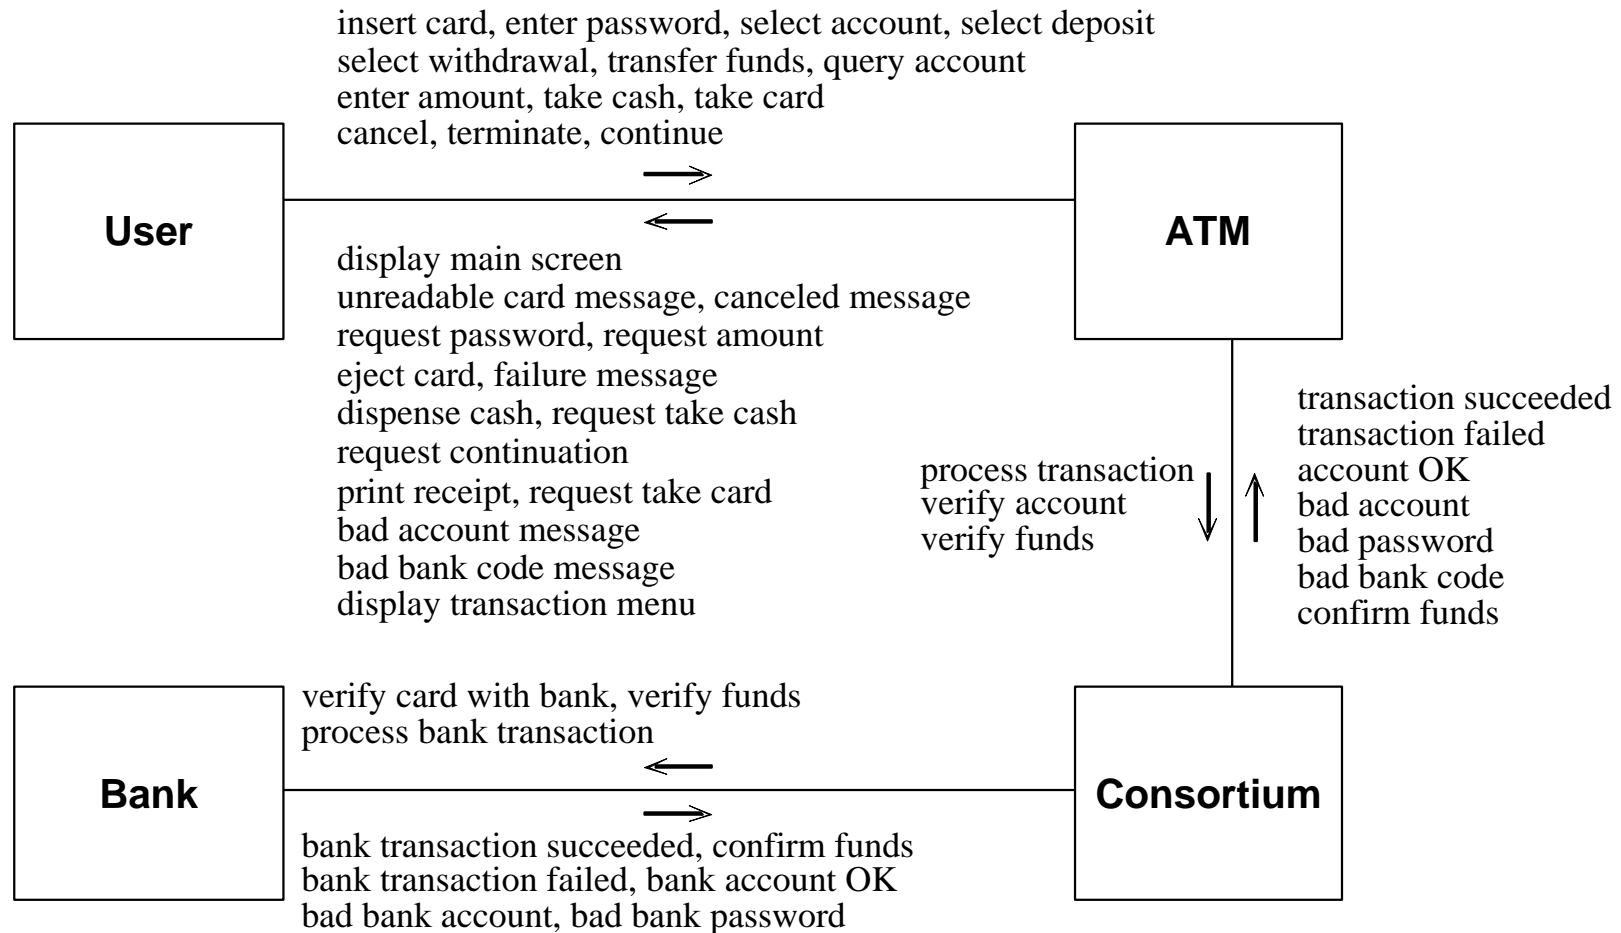 insert card, enter password, select account, select deposit
select withdrawal, transfer funds, query account
enter amount, take cash, take card
cancel, terminate, continue
User
ATM
display main screen
unreadable card message, canceled message
request password, request amount
eject card, failure message
dispense cash, request take cash
request continuation
print receipt, request take card
bad account message
bad bank code message
display transaction menu
process transaction
verify account
verify funds
transaction succeeded
transaction failed
account OK
bad account
bad password
bad bank code
confirm funds
verify card with bank, verify funds
process bank transaction
Bank
Consortium
bank transaction succeeded, confirm funds
bank transaction failed, bank account OK
bad bank account, bad bank password